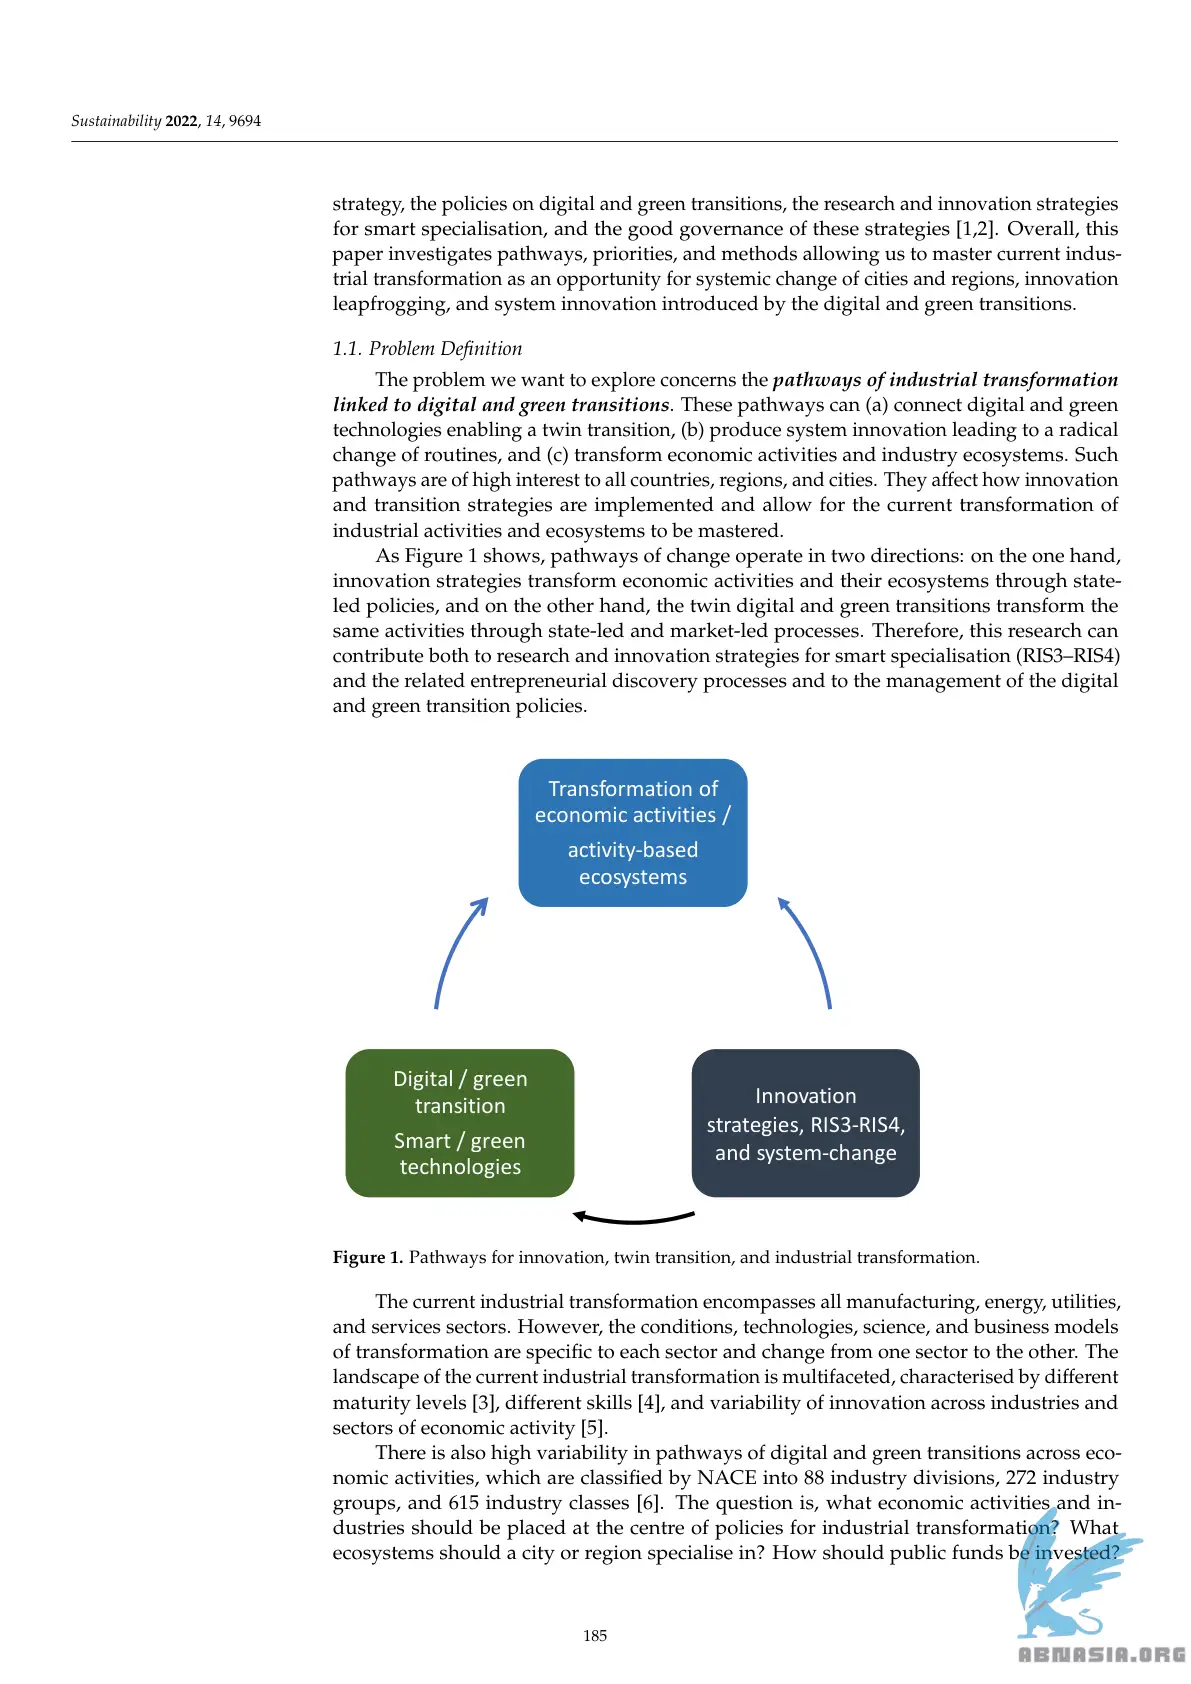 Sustainability 2022, 14, 9694
strategy, the policies on digital and green transitions, the research and innovation strategies
for smart specialisation, and the good governance of these strategies [1,2]. Overall, this
paper investigates pathways, priorities, and methods allowing us to master current indus-
trial transformation as an opportunity for systemic change of cities and regions, innovation
leapfrogging, and system innovation introduced by the digital and green transitions.
1.1. Problem Definition
The problem we want to explore concerns the pathways of industrial transformation
linked to digital and green transitions. These pathways can (a) connect digital and green
technologies enabling a twin transition, (b) produce system innovation leading to a radical
change of routines, and (c) transform economic activities and industry ecosystems. Such
pathways are of high interest to all countries, regions, and cities. They affect how innovation
and transition strategies are implemented and allow for the current transformation of
industrial activities and ecosystems to be mastered.
As Figure 1 shows, pathways of change operate in two directions: on the one hand,
innovation strategies transform economic activities and their ecosystems through state-
led policies, and on the other hand, the twin digital and green transitions transform the
same activities through state-led and market-led processes. Therefore, this research can
contribute both to research and innovation strategies for smart specialisation (RIS3–RIS4)
and the related entrepreneurial discovery processes and to the management of the digital
and green transition policies.
Transformation of
economic activities /
activity-based
ecosystems
Digital / green
transition
Smart / green
technologies
Innovation
strategies, RIS3-RIS4,
and system-change
Figure 1. Pathways for innovation, twin transition, and industrial transformation.
The current industrial transformation encompasses all manufacturing, energy, utilities,
and services sectors. However, the conditions, technologies, science, and business models
of transformation are specific to each sector and change from one sector to the other. The
landscape of the current industrial transformation is multifaceted, characterised by different
maturity levels [3], different skills [4], and variability of innovation across industries and
sectors of economic activity [5].
There is also high variability in pathways of digital and green transitions across eco-
nomic activities, which are classified by NACE into 88 industry divisions, 272 industry
groups, and 615 industry classes [6]. The question is, what economic activities and in-
dustries should be placed at the centre of policies for industrial transformation? What
ecosystems should a city or region specialise in? How should public funds be invested?
185
ABNASIA.ORG